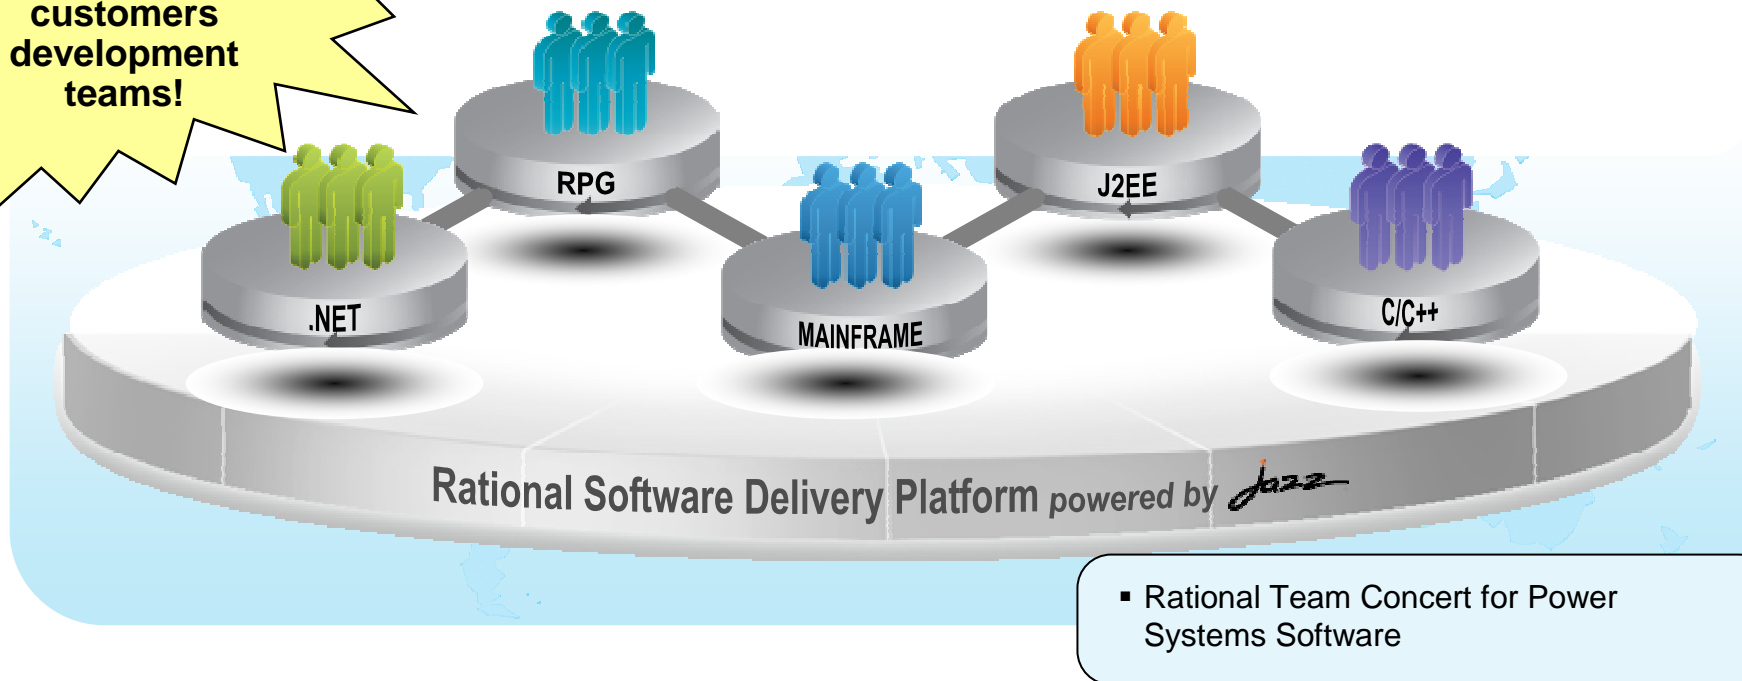 customers
development
teams!
RPG
J2EE
.NET
MAINFRAME
C/C++
Rational Software Delivery Platform powered by Jazz
▪ Rational Team Concert for Power
Systems Software